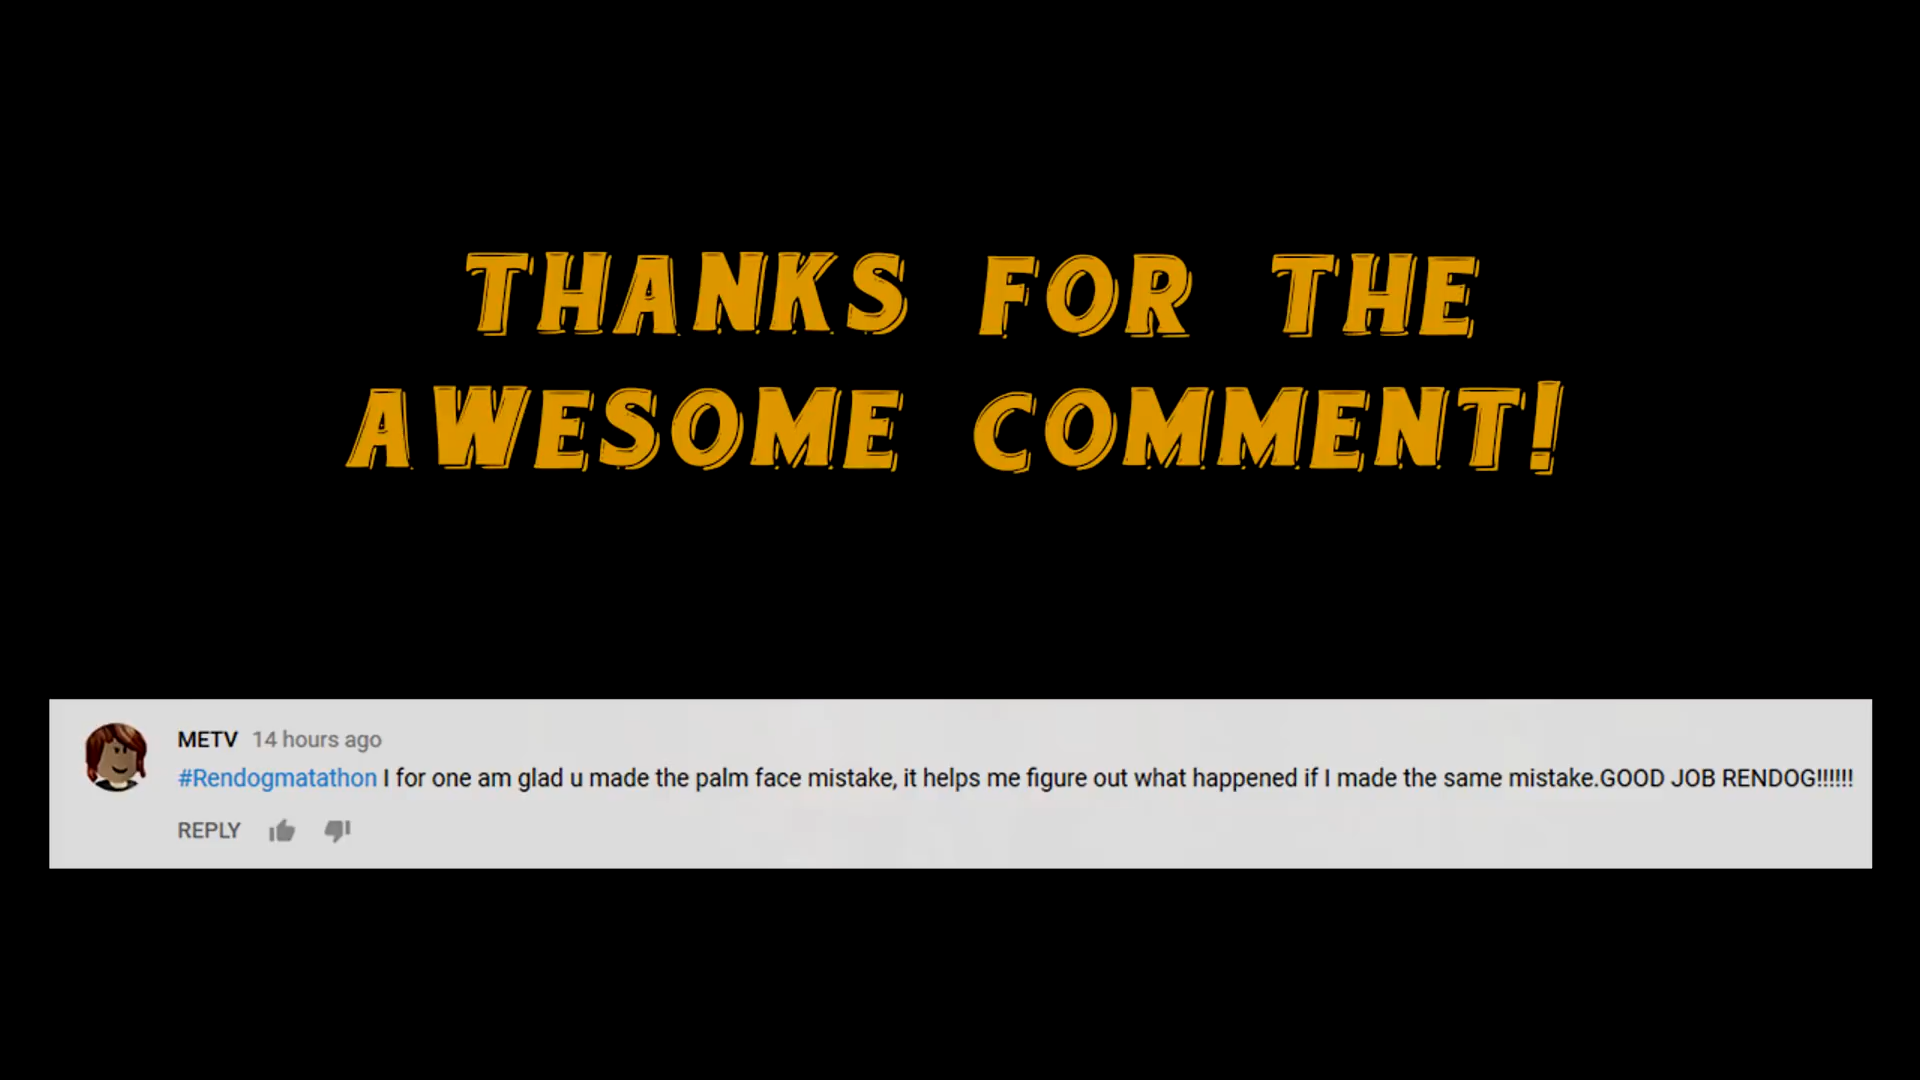 THANKS FOR THE
AWESOME COMMENT!
METV 14 hours ago
#Rendogmatathon I for one am glad u made the palm face mistake, it helps me figure out what happened if I made the same mistake.GOOD JOB RENDOG!!!!!!
REPLY